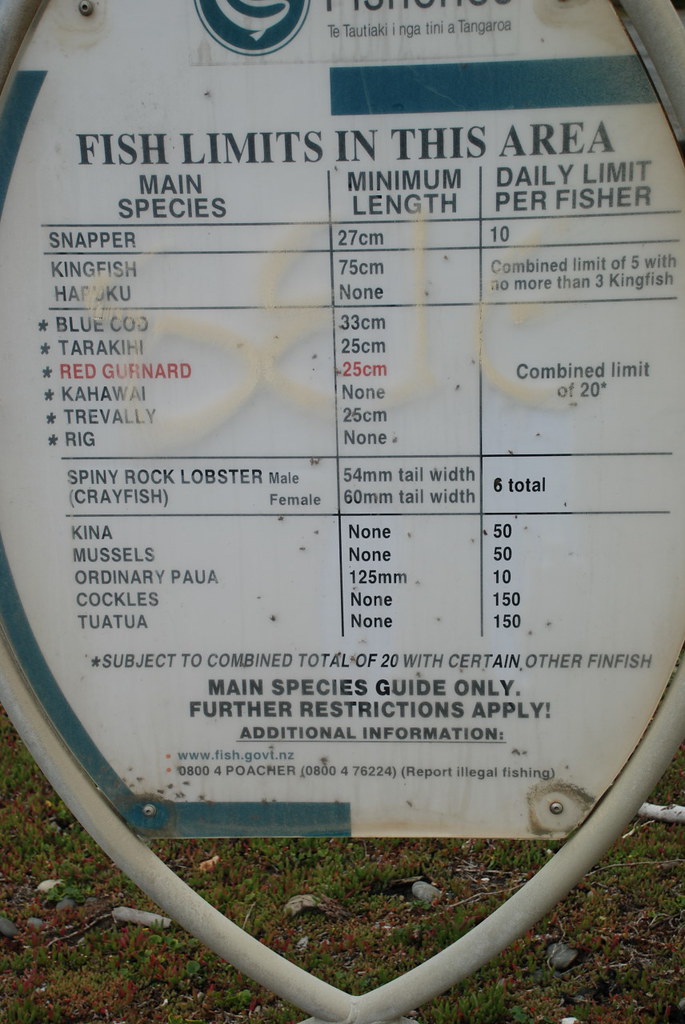 Fisheries
Te Tautiaki i nga tini a Tangaroa
FISH LIMITS IN THIS AREA
MAIN SPECIES MINIMUM LENGTH DAILY LIMIT PER FISHER
SNAPPER 27cm 10
KINGFISH 75cm Combined limit of 5 with
HAPUKU None no more than 3 Kingfish
* BLUE COD 33cm
* TARAKIHI 25cm
* RED GURNARD 25cm Combined limit
* KAHAWAI None of 20*
* TREVALLY 25cm
* RIG None
SPINY ROCK LOBSTER Male 54mm tail width 6 total
(CRAYFISH) Female 60mm tail width
KINA None 50
MUSSELS None 50
ORDINARY PAUA 125mm 10
COCKLES None 150
TUATUA None 150
*SUBJECT TO COMBINED TOTAL OF 20 WITH CERTAIN OTHER FINFISH
MAIN SPECIES GUIDE ONLY.
FURTHER RESTRICTIONS APPLY!
ADDITIONAL INFORMATION:
www.fish.govt.nz
0800 4 POACHER (0800 4 76224) (Report illegal fishing)